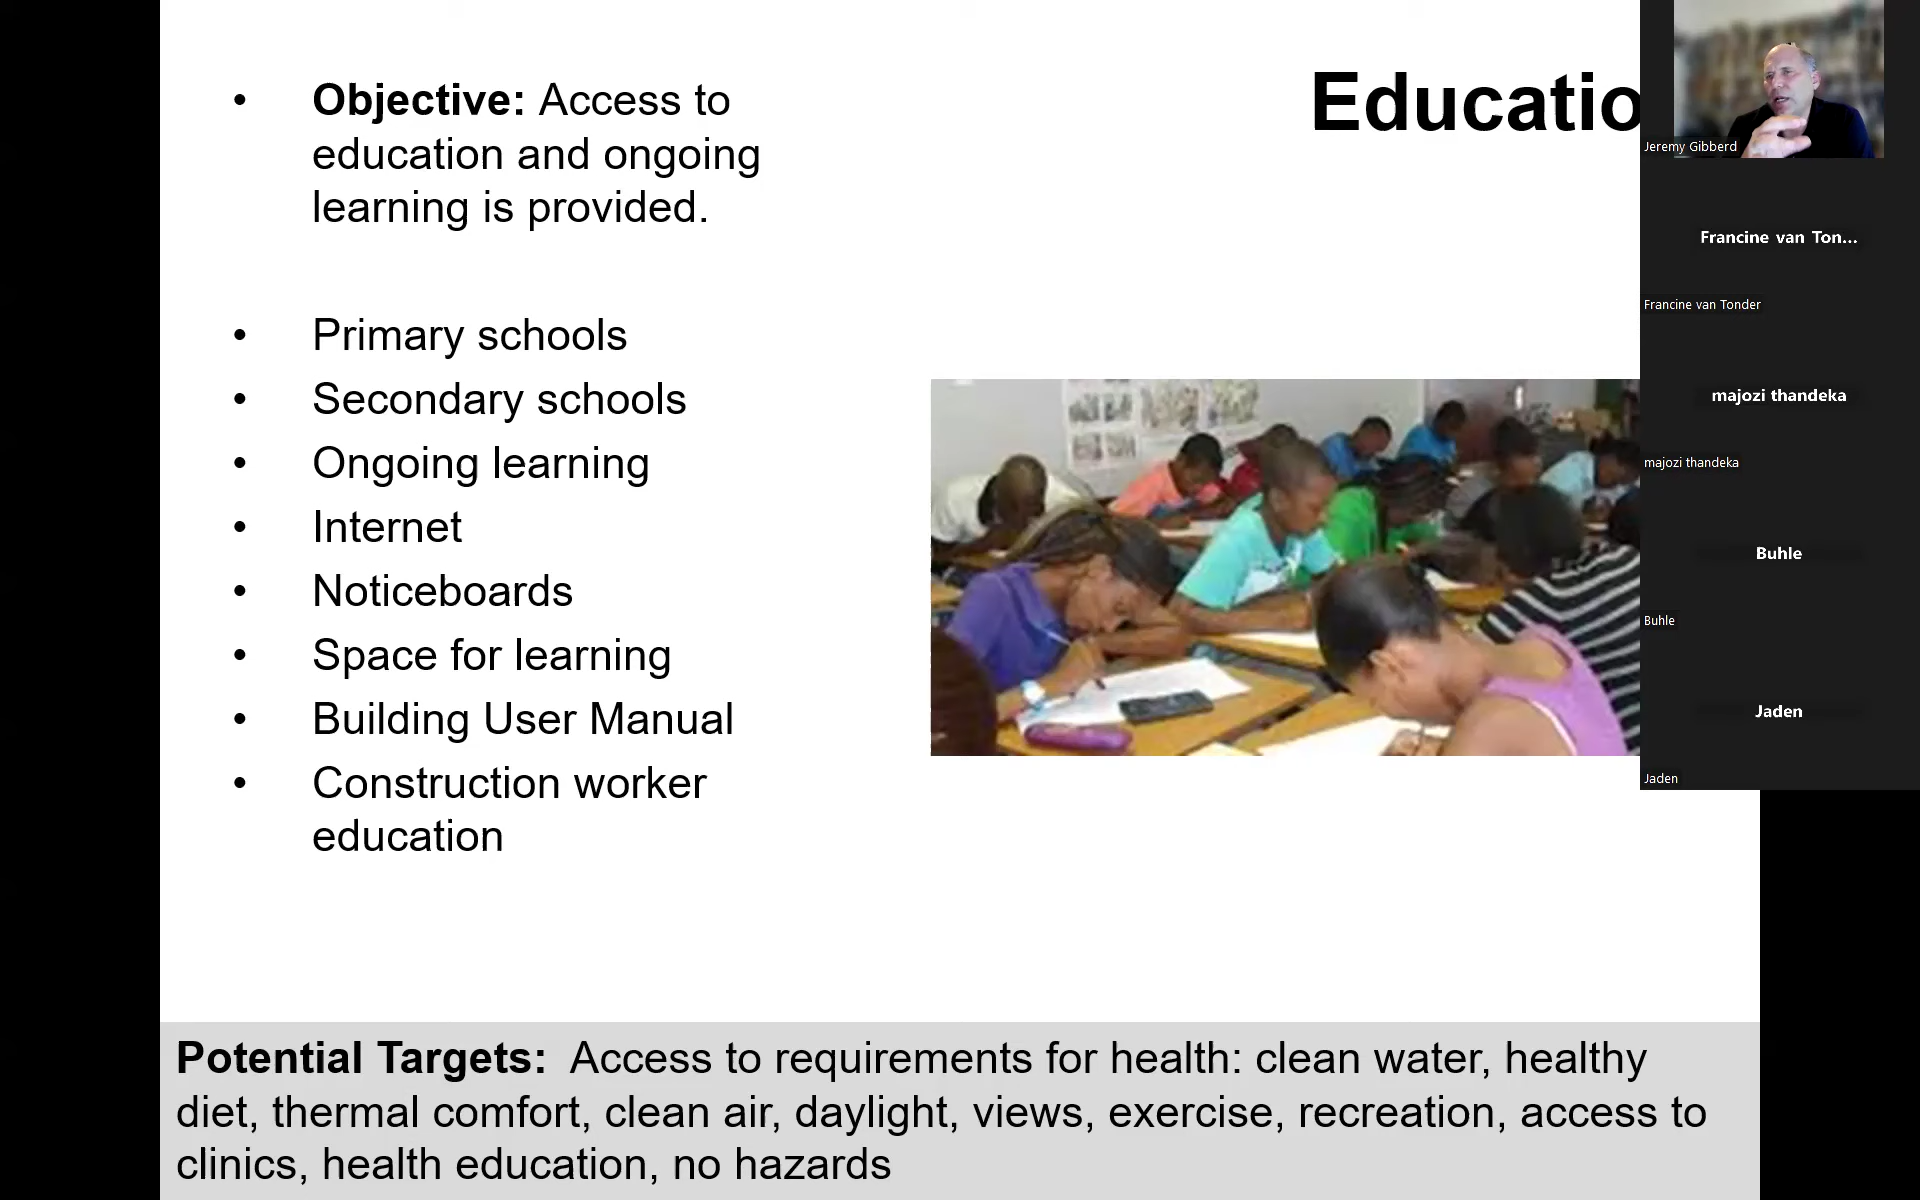 • Objective: Access to
education and ongoing
learning is provided.
• Primary schools
• Secondary schools
• Ongoing learning
• Internet
• Noticeboards
• Space for learning
• Building User Manual
• Construction worker
education
Educatio
Potential Targets: Access to requirements for health: clean water, healthy
diet, thermal comfort, clean air, daylight, views, exercise, recreation, access to
clinics, health education, no hazards
Jeremy Gibberd
Francine van Ton...
Francine van Tonder
majozi thandeka
majozi thandeka
Buhle
Buhle
Jaden
Jaden